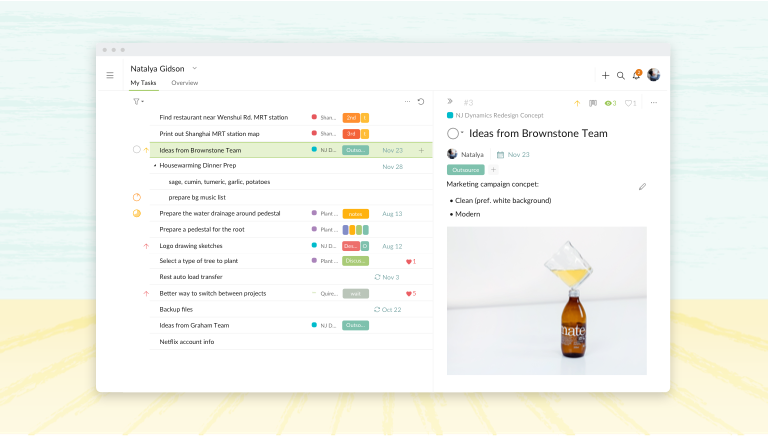 Natalya Gidson
My Tasks Overview
2
Find restaurant near Wenshui Rd. MRT station Shan... 2nd
Print out Shanghai MRT station map Shan... 3rd
Ideas from Brownstone Team NJ D... Outso... Nov 23
Housewarming Dinner Prep Nov 28
sage, cumin, tumeric, garlic, potatoes
prepare bg music list
Prepare the water drainage around pedestal Plant ... Aug 13
Prepare a pedestal for the root Plant ...
Logo drawing sketches NJ D... Des... O Aug 12
Select a type of tree to plant Plant ... Discus... 1
Rest auto load transfer Nov 3
Better way to switch between projects Quire... wait 5
Backup files Oct 22
Ideas from Graham Team NJ D... Outso...
Netflix account info
#3 2 1
NJ Dynamics Redesign Concept
Ideas from Brownstone Team
Natalya Nov 23
Outsource
Marketing campaign concpet:
• Clean (pref. white background)
• Modern
mate